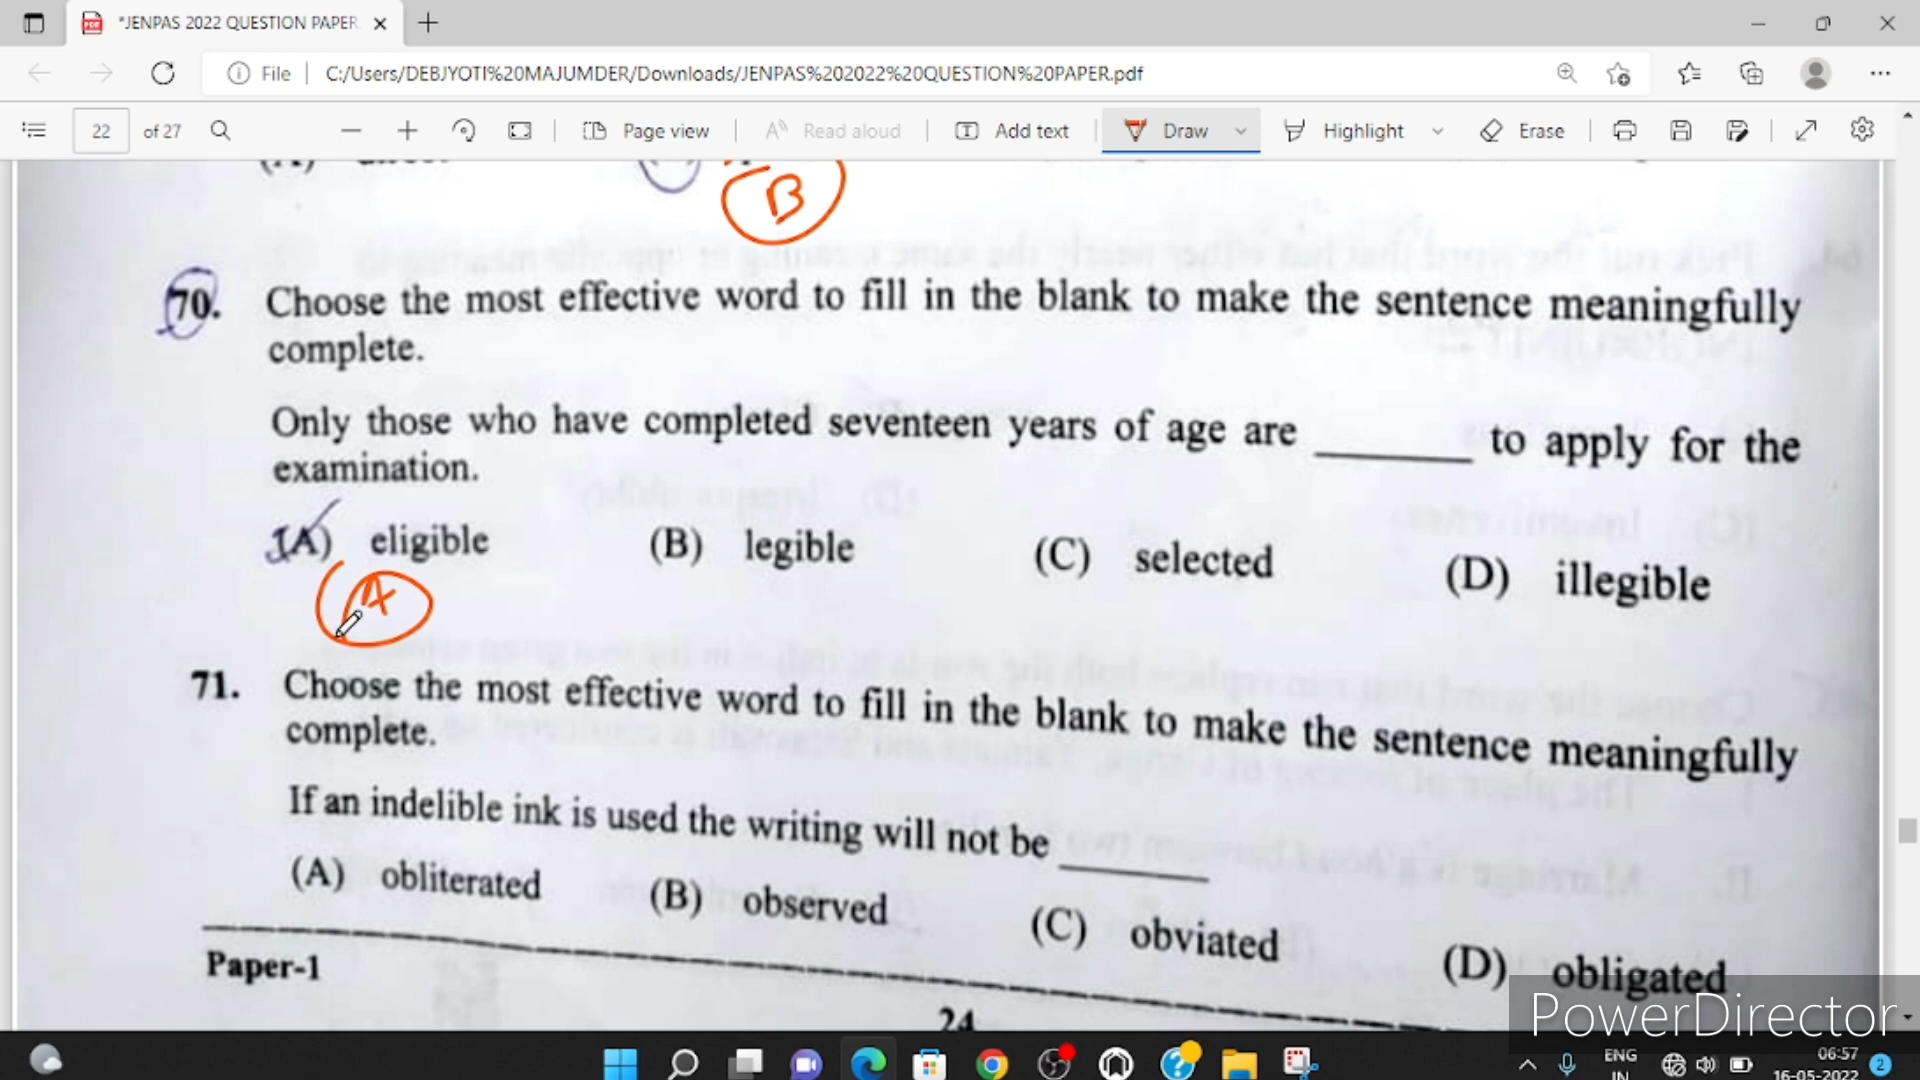 *JENPAS 2022 QUESTION PAPER
File
C:/Users/DEBJYOTI%20MAJUMDER/Downloads/JENPAS%202022%20QUESTION%20PAPER.pdf
22 of 27 Page view Read aloud Add text Draw Highlight Erase
B
70. Choose the most effective word to fill in the blank to make the sentence meaningfully
complete.
Only those who have completed seventeen years of age are ______ to apply for the
examination.
(A) eligible (B) legible (C) selected (D) illegible
A
71. Choose the most effective word to fill in the blank to make the sentence meaningfully
complete.
If an indelible ink is used the writing will not be ______
(A) obliterated (B) observed (C) obviated (D) obligated
Paper-1
24
PowerDirector
ENG
IN
06:57
16-05-2022
2